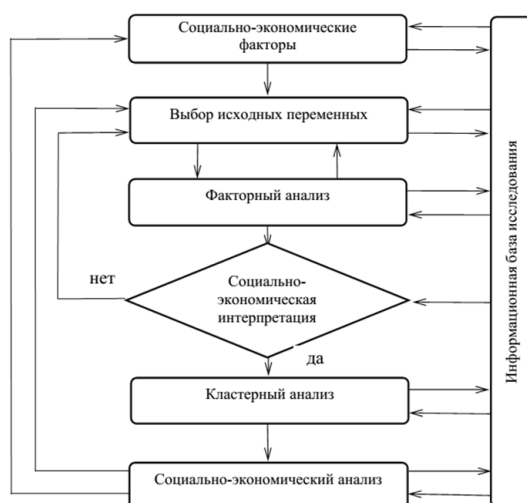 Социально-экономические
факторы
Выбор исходных переменных
Факторный анализ
нет
Социально-
экономическая
интерпретация
да
Кластерный анализ
Социально-экономический анализ
Информационная база исследования